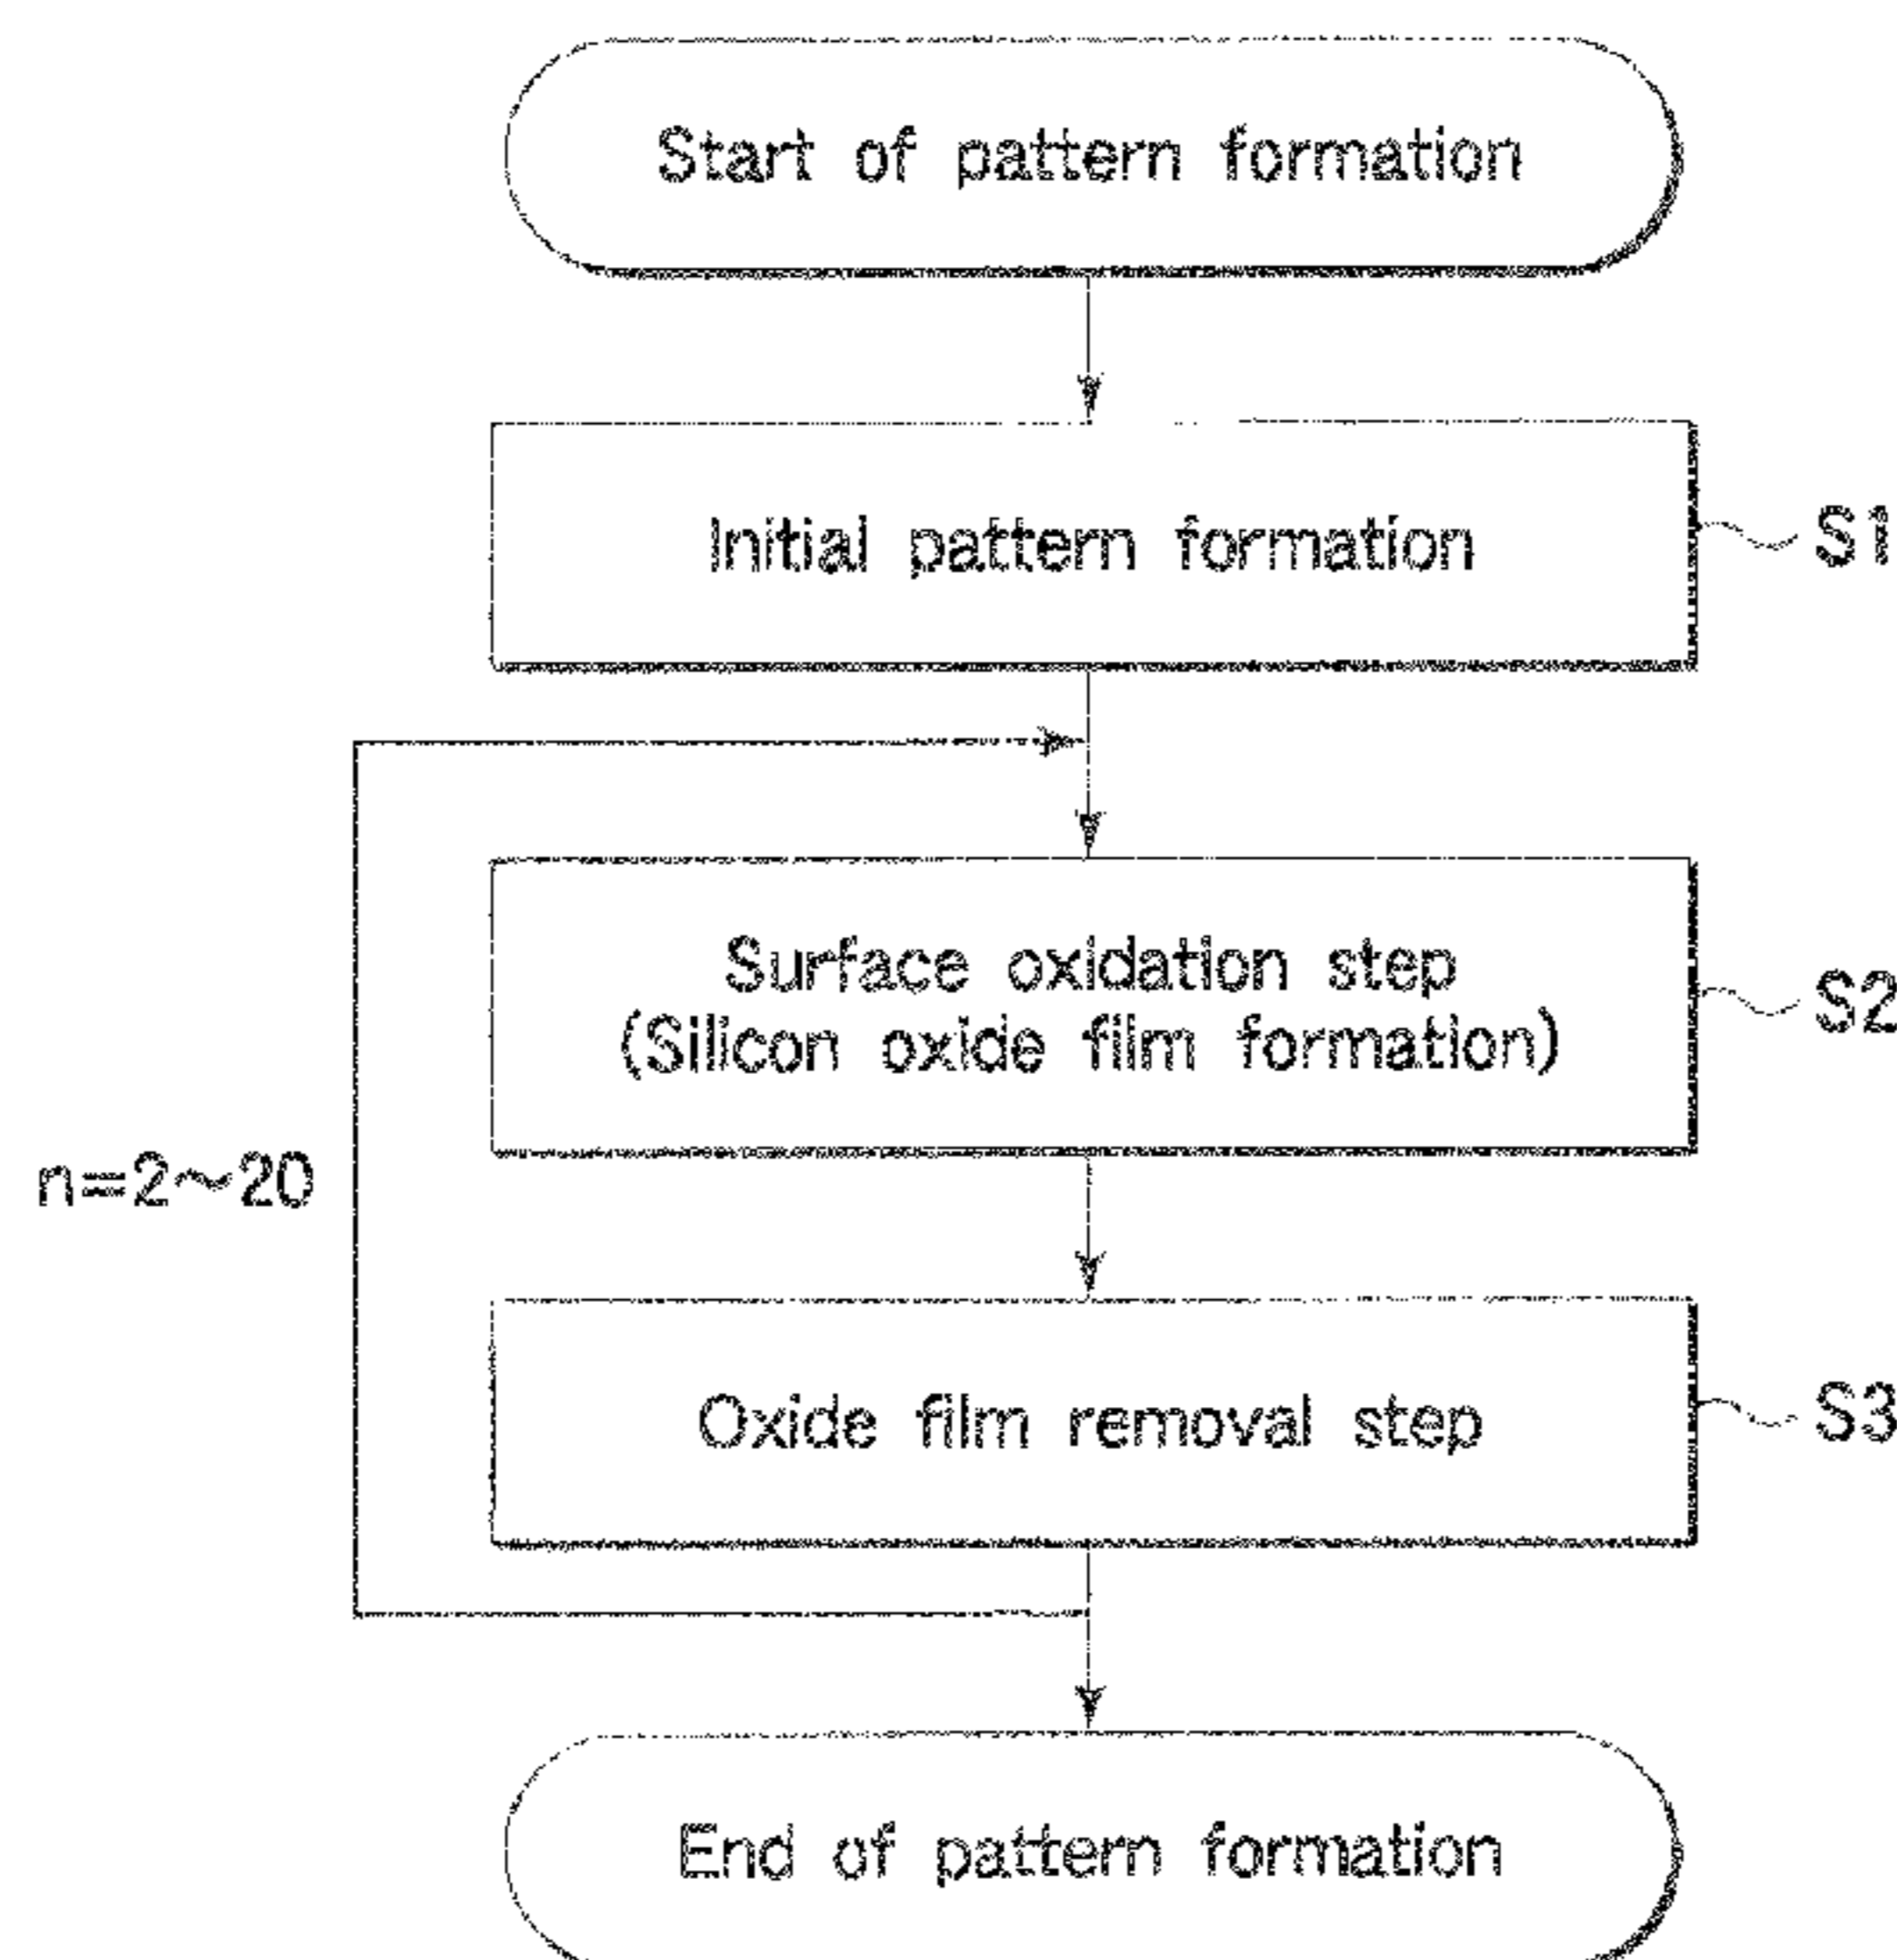 Start of pattern formation
Initial pattern formation
S1
Surface oxidation step
(Silicon oxide film formation)
S2
n=2~20
Oxide film removal step
S3
End of pattern formation